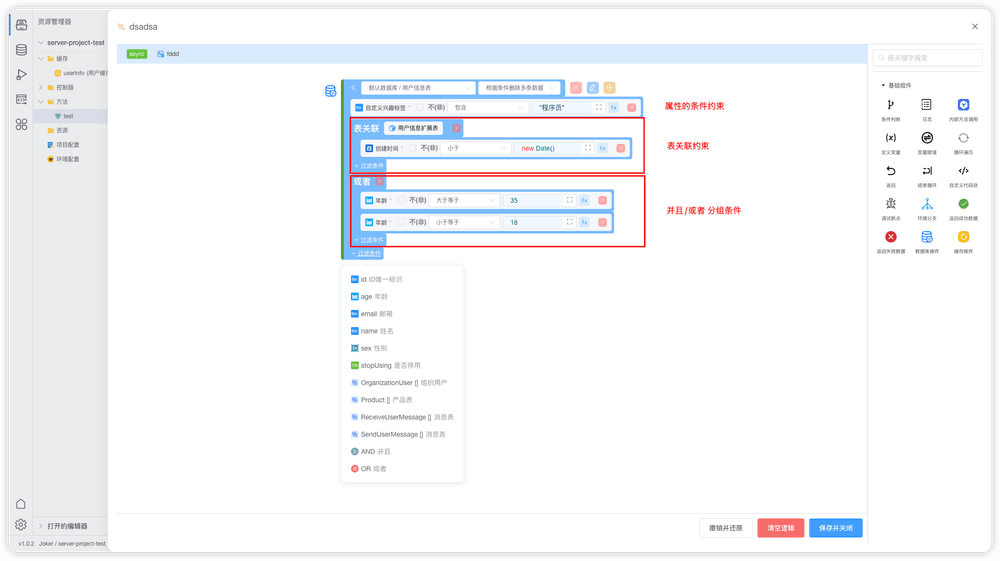 资源管理器
server-project-test
缓存
userInfo (用户缓存
控制器
方法
test
资源
项目配置
环境配置
打开的编辑器
v1.0.2 Joker / server-project-test
dsadsa
async fddd
默认数据库 / 用户信息表 根据条件删除多条数据
自定义兴趣标签 * 不(非) 包含 "程序员" fx
属性的条件约束
表关联 用户信息扩展表
创建时间 * 不(非) 小于 new Date() fx
+ 过滤条件
表关联约束
或者
年龄 * 不(非) 大于等于 35 fx
年龄 * 不(非) 小于等于 18 fx
+ 过滤条件
并且/或者 分组条件
+ 过滤条件
id ID唯一标识
age 年龄
email 邮箱
name 姓名
sex 性别
stopUsing 是否停用
OrganizationUser [] 组织用户
Product [] 产品表
ReceiveUserMessage [] 消息表
SendUserMessage [] 消息表
AND 并且
OR 或者
撤销并还原 清空逻辑 保存并关闭
按关键字搜索
基础组件
条件判断 日志 内部方法调用
定义变量 变量赋值 循环遍历
返回 结束循环 自定义代码块
调试断点 环境分支 返回成功数据
返回失败数据 数据库操作 缓存操作